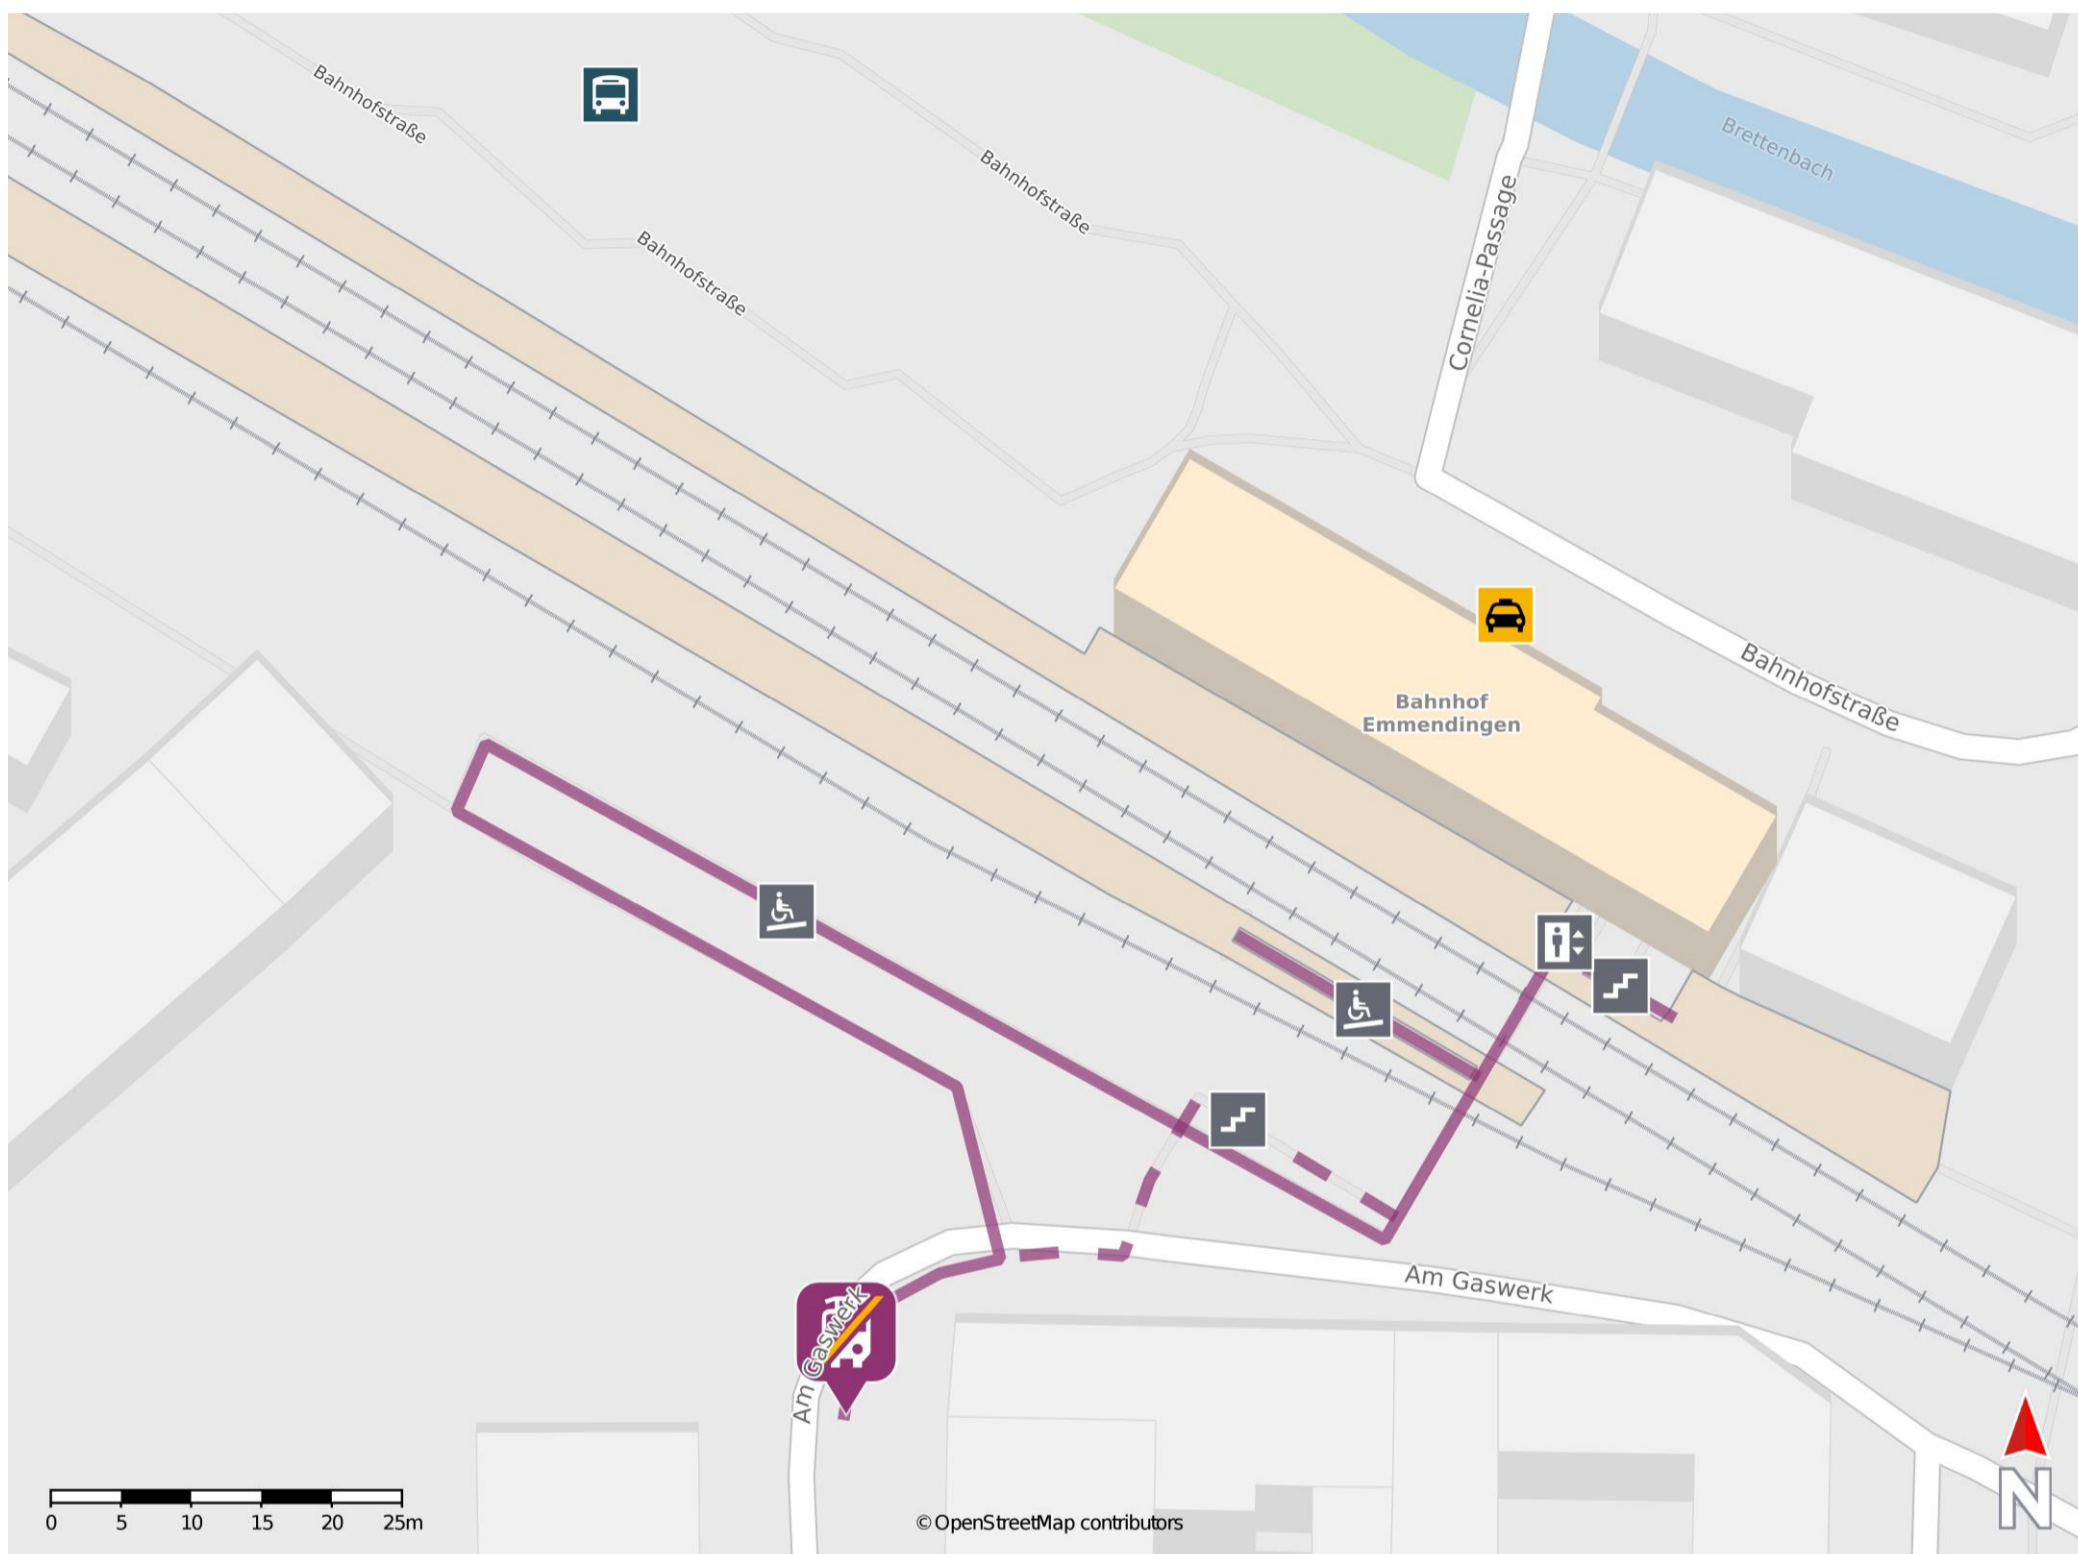 Bahnhofstraße
Bahnhofstraße
Bahnhofstraße
Brettenbach
Cornelia-Passage
Bahnhofstraße
Bahnhof
Emmendingen
Am Gaswerk
Am Gaswerk
N
0 5 10 15 20 25m
© OpenStreetMap contributors